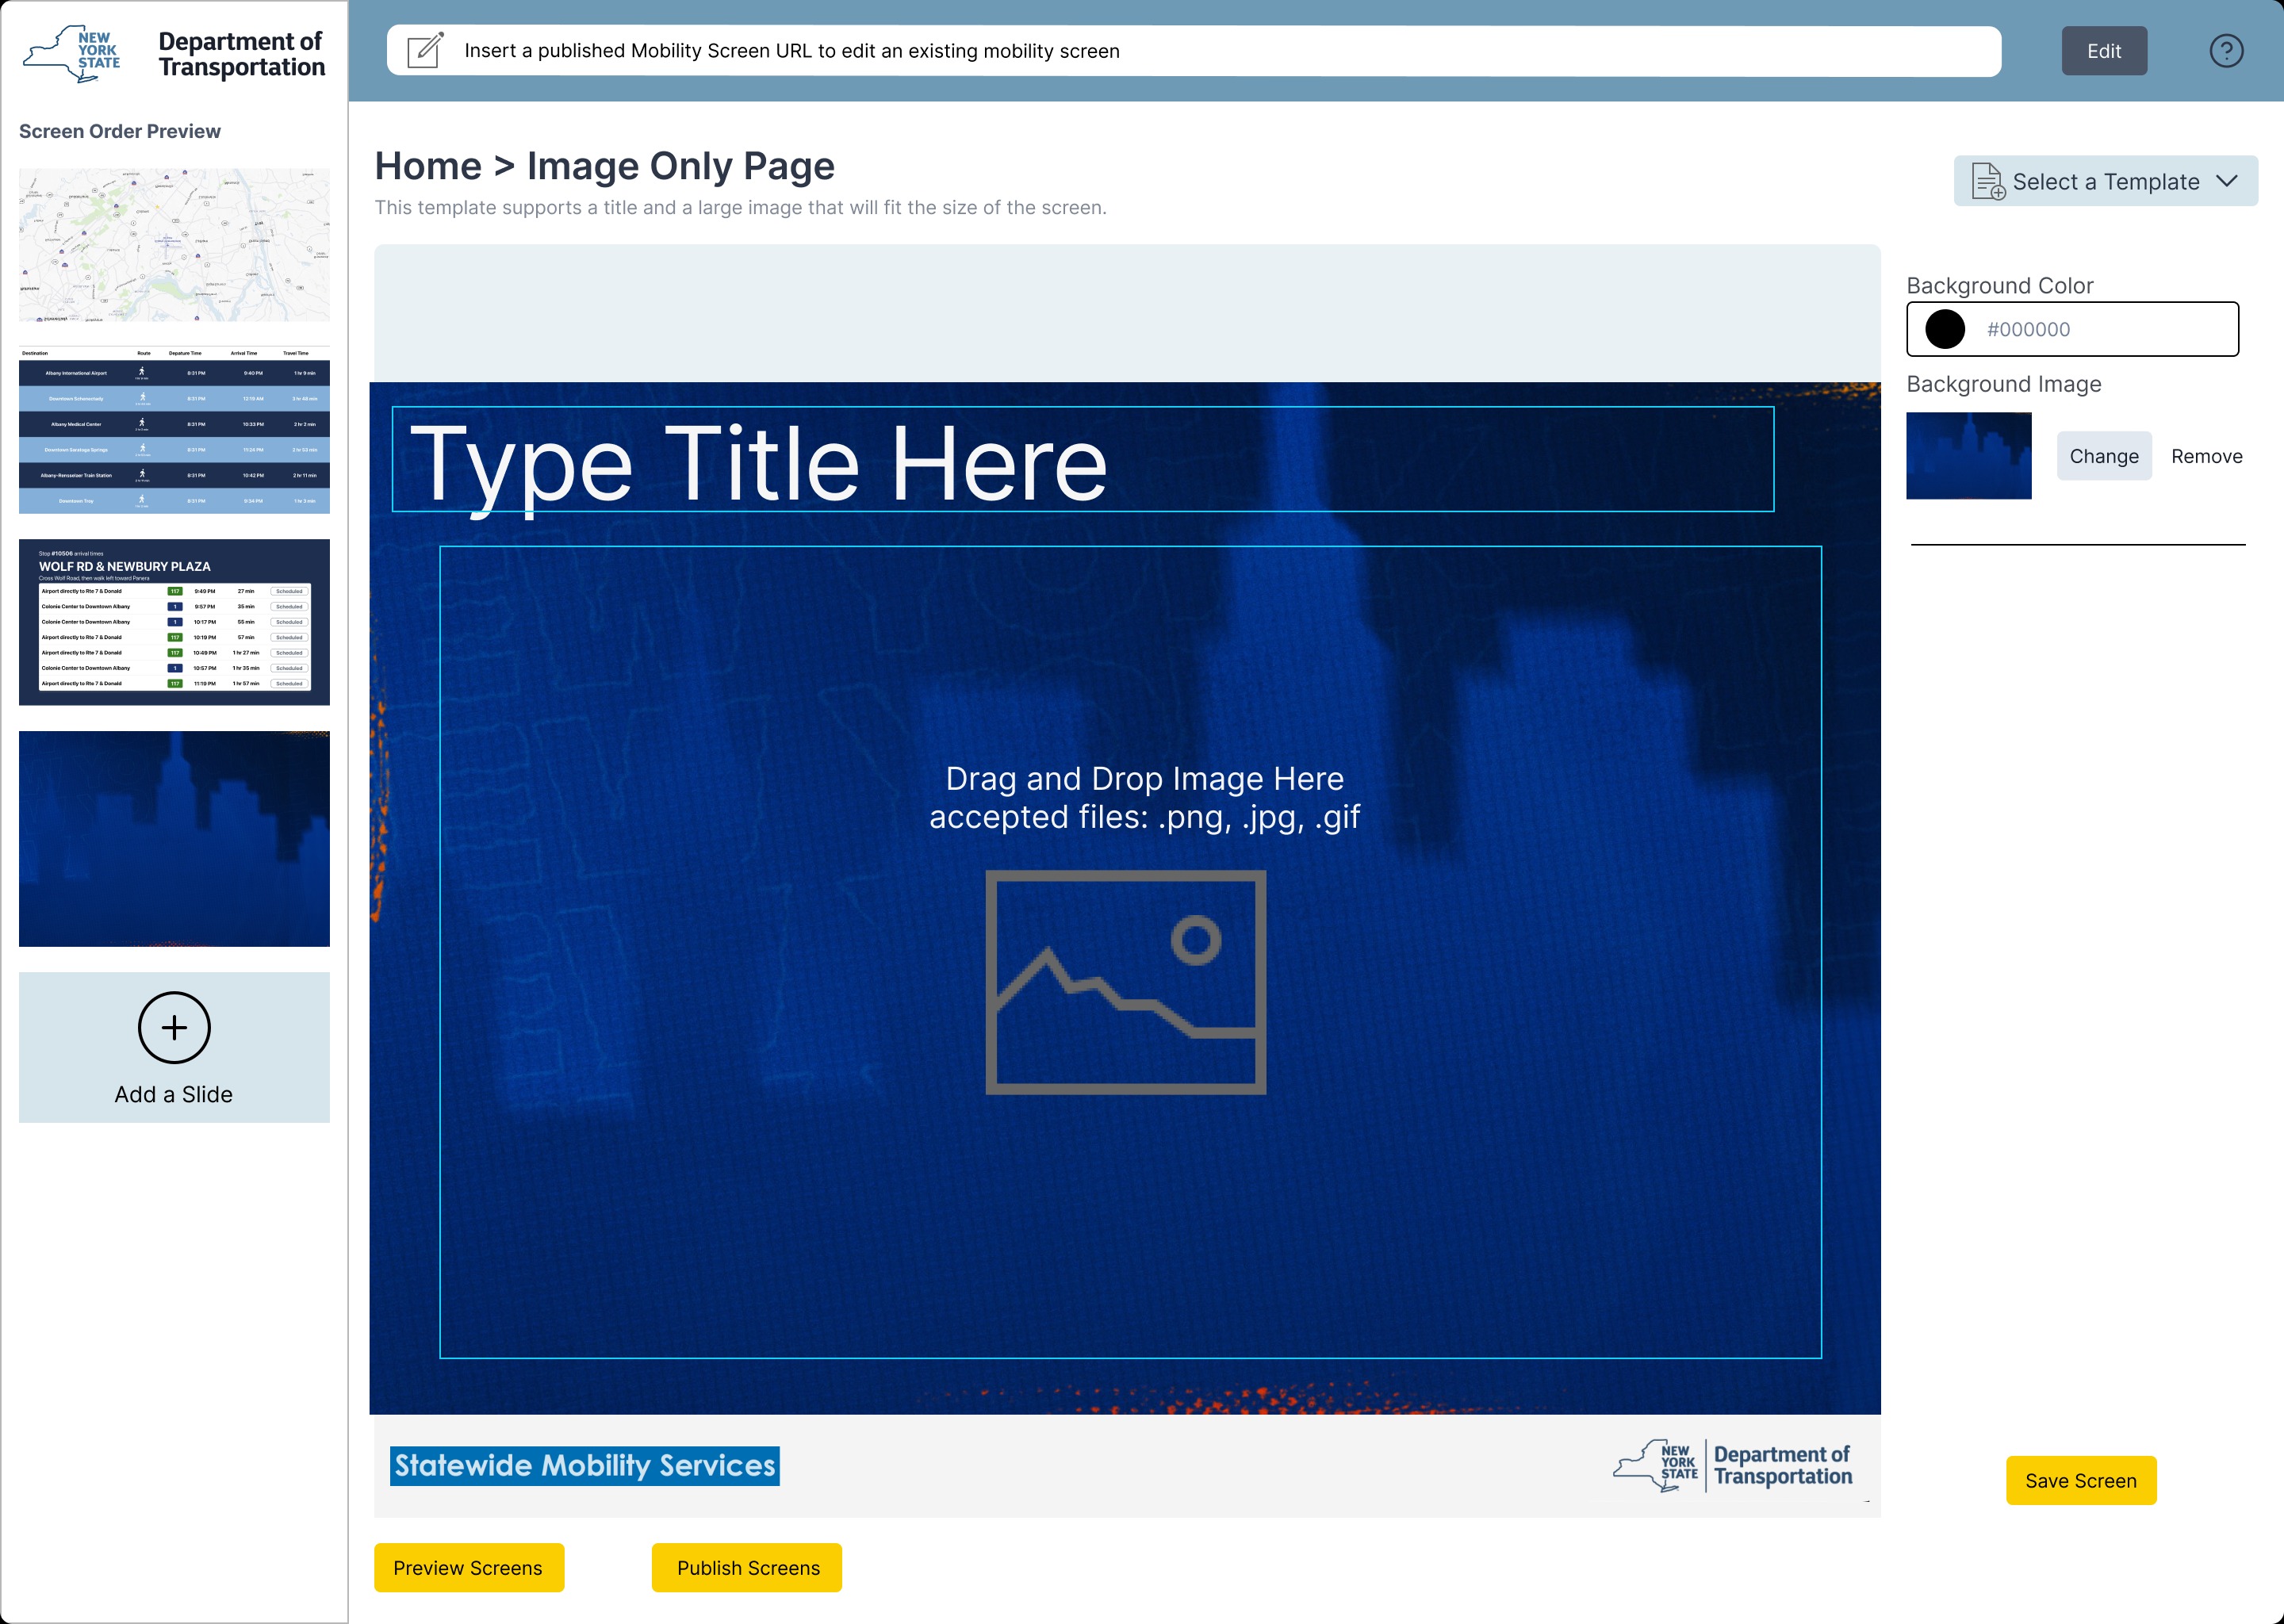 NEW
YORK
STATE
Department of
Transportation
Insert a published Mobility Screen URL to edit an existing mobility screen
Edit
?
Screen Order Preview
Destination Route Depature Time Arrival Time Travel Time
Albany International Airport 8:31 PM 9:40 PM 1 hr 9 min
Downtown Schenectady 8:31 PM 12:19 AM 3 hr 48 min
Albany Medical Center 8:31 PM 10:33 PM 2 hr 2 min
Downtown Saratoga Springs 8:31 PM 11:24 PM 2 hr 53 min
Albany-Rensselaer Train Station 8:31 PM 10:42 PM 2 hr 11 min
Downtown Troy 8:31 PM 9:34 PM 1 hr 3 min
Stop #10506 arrival times
WOLF RD & NEWBURY PLAZA
Cross Wolf Road, then walk left toward Panera
Airport directly to Rte 7 & Donald 117 9:49 PM 27 min Scheduled
Colonie Center to Downtown Albany 1 9:57 PM 35 min Scheduled
Colonie Center to Downtown Albany 1 10:17 PM 55 min Scheduled
Airport directly to Rte 7 & Donald 117 10:19 PM 57 min Scheduled
Airport directly to Rte 7 & Donald 117 10:49 PM 1 hr 27 min Scheduled
Colonie Center to Downtown Albany 1 10:57 PM 1 hr 35 min Scheduled
Airport directly to Rte 7 & Donald 117 11:19 PM 1 hr 57 min Scheduled
Add a Slide
Home > Image Only Page
This template supports a title and a large image that will fit the size of the screen.
Select a Template
Type Title Here
Drag and Drop Image Here
accepted files: .png, .jpg, .gif
Background Color
#000000
Background Image
Change Remove
Statewide Mobility Services
NEW
YORK
STATE
Department of
Transportation
Save Screen
Preview Screens
Publish Screens